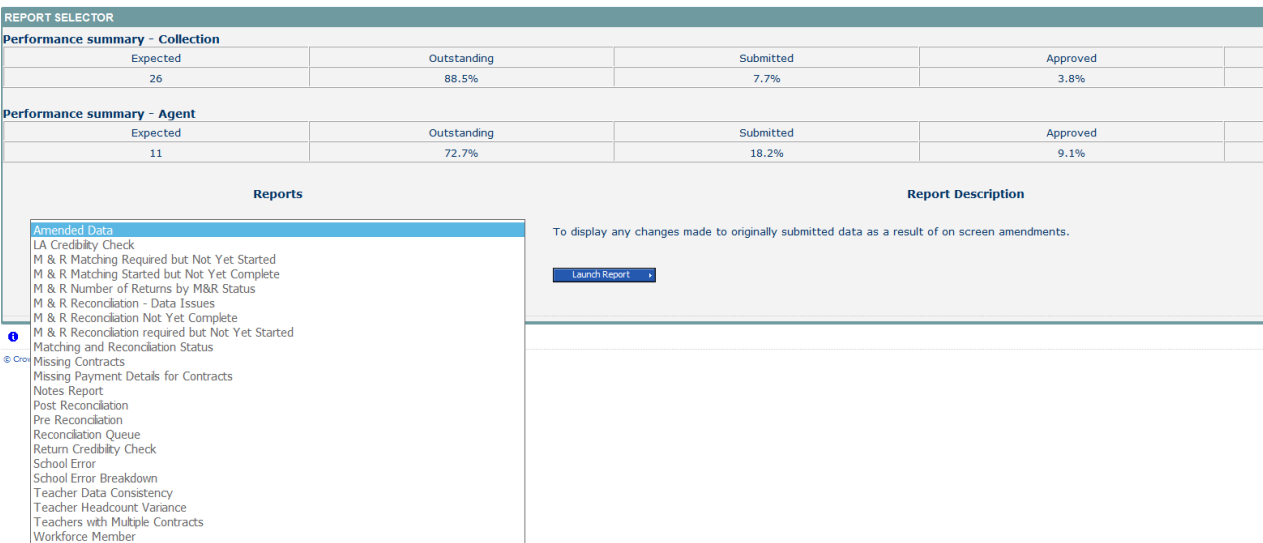 REPORT SELECTOR
Performance summary - Collection
Expected Outstanding Submitted Approved
26 88.5% 7.7% 3.8%
Performance summary - Agent
Expected Outstanding Submitted Approved
11 72.7% 18.2% 9.1%
Reports Report Description
Amended Data
To display any changes made to originally submitted data as a result of on screen amendments.
LA Credibility Check
M & R Matching Required but Not Yet Started
M & R Matching Started but Not Yet Complete
Launch Report
M & R Number of Returns by M&R Status
M & R Reconciliation - Data Issues
M & R Reconciliation Not Yet Complete
M & R Reconciliation required but Not Yet Started
Matching and Reconciliation Status
© Crow
Missing Contracts
Missing Payment Details for Contracts
Notes Report
Post Reconciliation
Pre Reconciliation
Reconciliation Queue
Return Credibility Check
School Error
School Error Breakdown
Teacher Data Consistency
Teacher Headcount Variance
Teachers with Multiple Contracts
Workforce Member